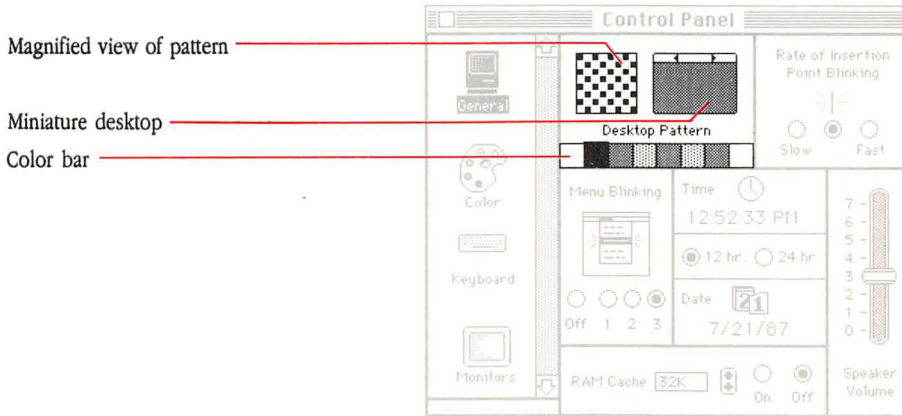 Control Panel
Magnified view of pattern
Miniature desktop
Color bar
General
Color
Keyboard
Monitors
Desktop Pattern
Rate of Insertion
Point Blinking
Slow
Fast
Menu Blinking
Off 1 2 3
Time
12:52:33 PM
12 hr. 24 hr.
Date
21
7/21/87
7
6
5
4
3
2
1
0
Speaker
Volume
RAM Cache 32K
On Off